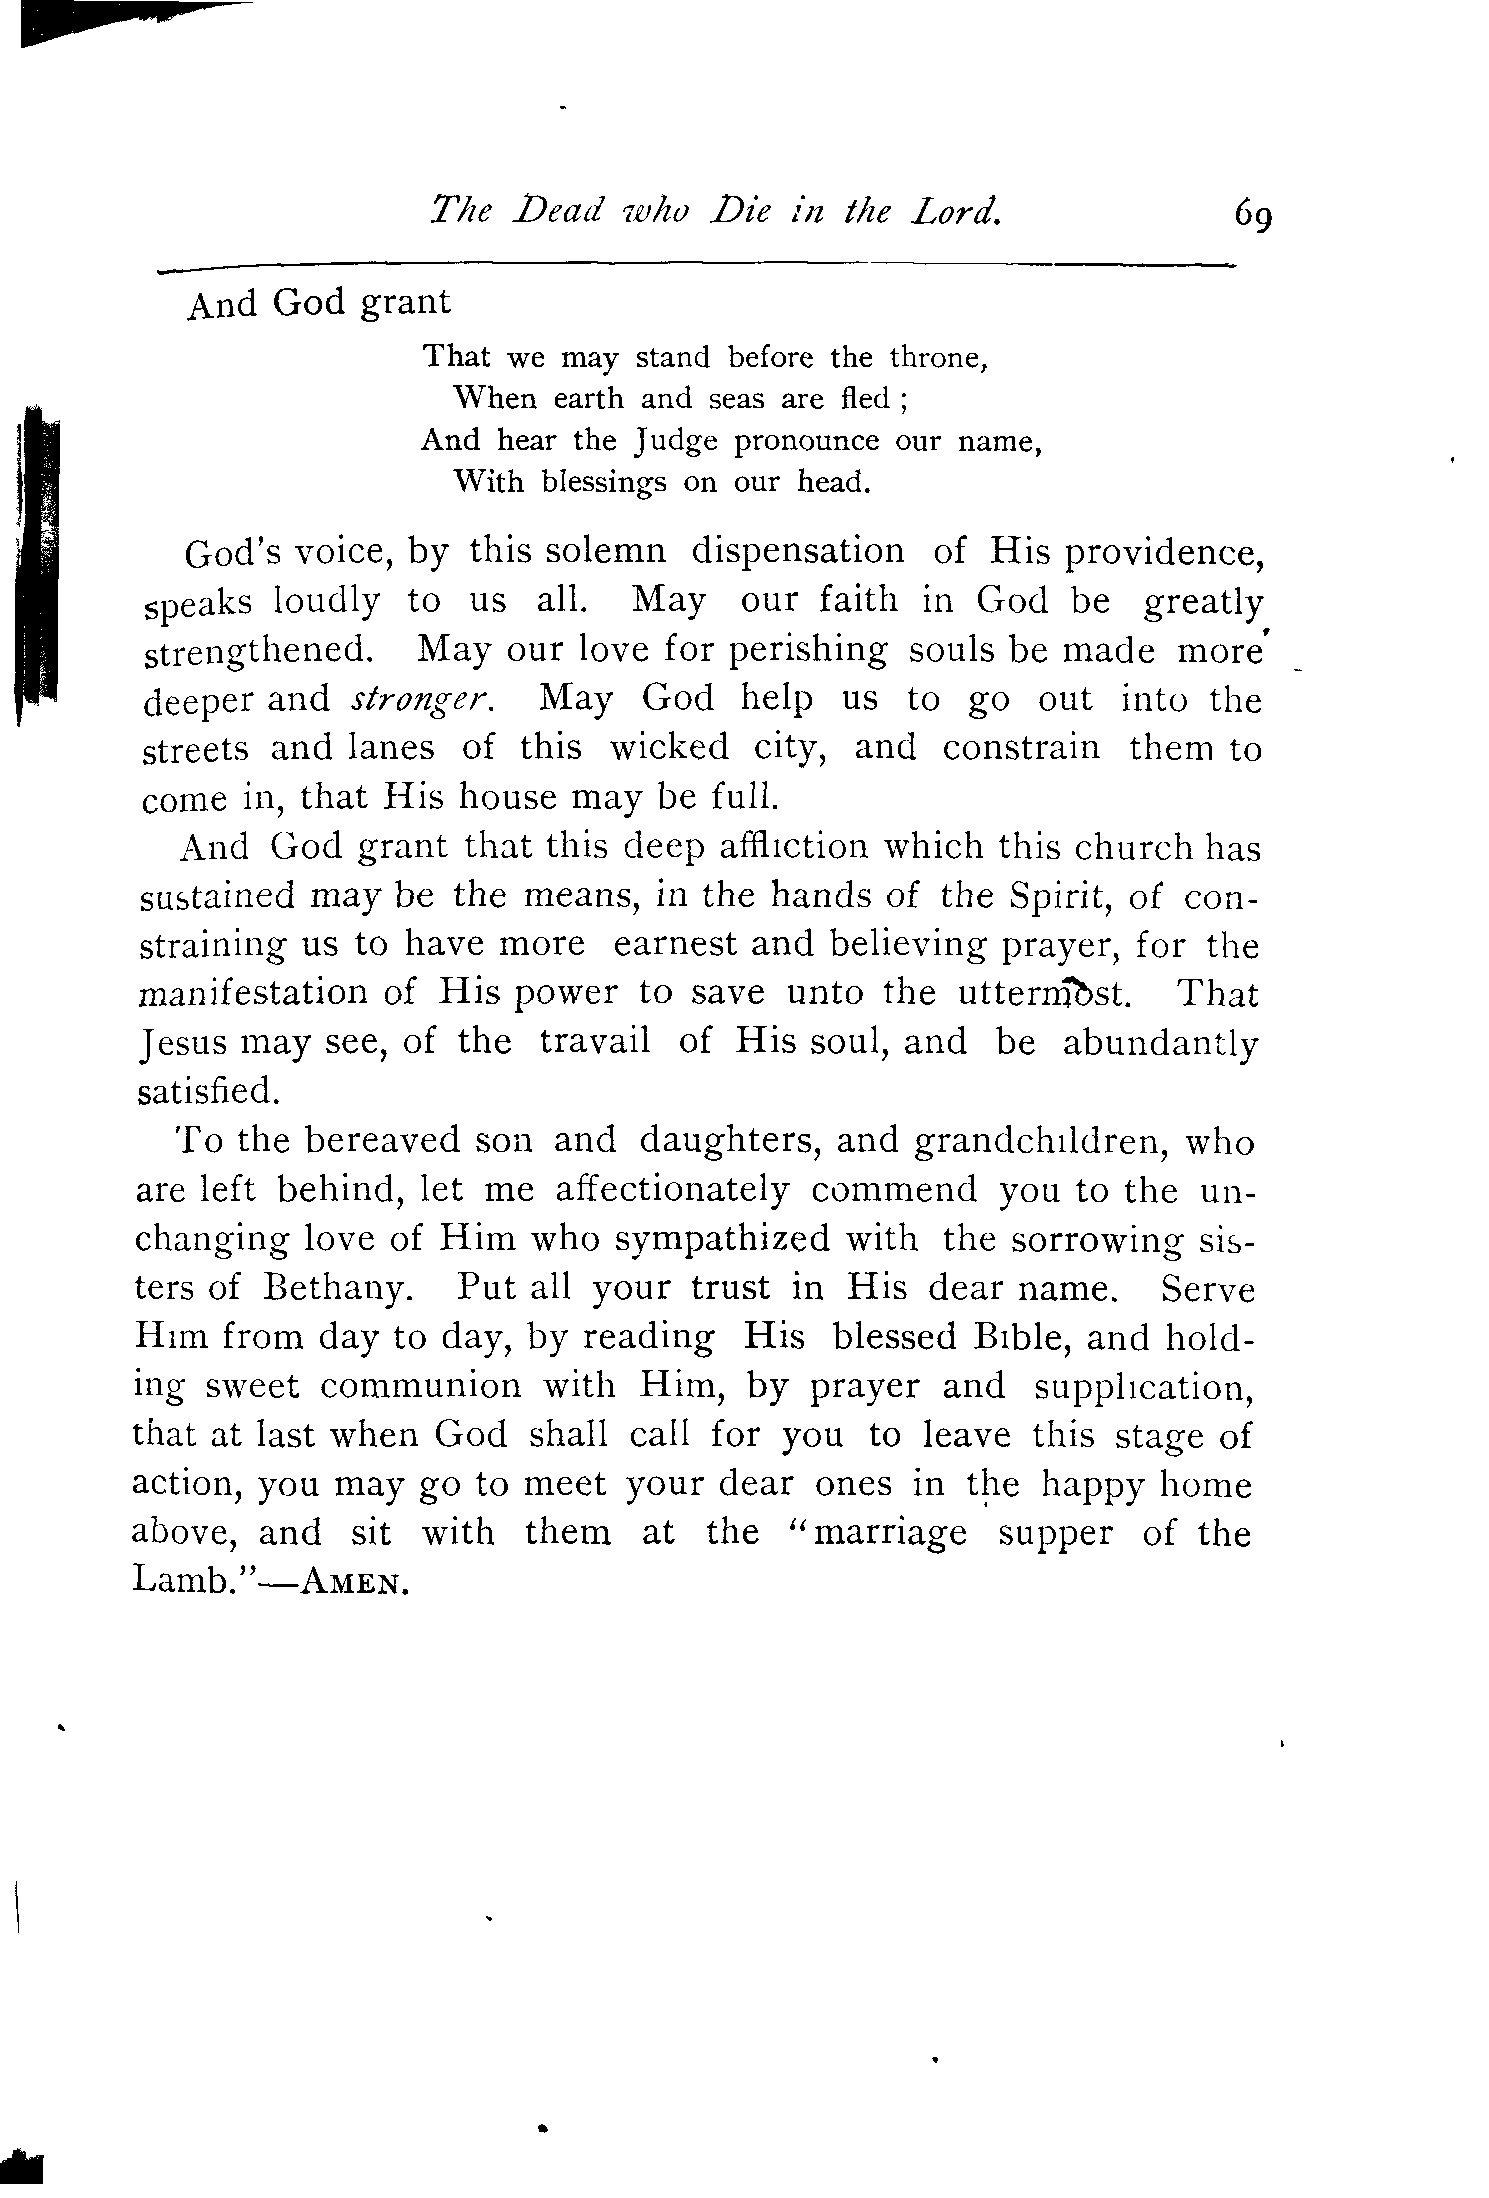 The Dead who Die in the Lord. 69
And God grant
That we may stand before the throne,
When earth and seas are fled ;
And hear the Judge pronounce our name,
With blessings on our head.
God's voice, by this solemn dispensation of His providence,
speaks loudly to us all. May our faith in God be greatly
strengthened. May our love for perishing souls be made more
deeper and stronger. May God help us to go out into the
streets and lanes of this wicked city, and constrain them to
come in, that His house may be full.
And God grant that this deep affliction which this church has
sustained may be the means, in the hands of the Spirit, of con-
straining us to have more earnest and believing prayer, for the
manifestation of His power to save unto the uttermost. That
Jesus may see, of the travail of His soul, and be abundantly
satisfied.
To the bereaved son and daughters, and grandchildren, who
are left behind, let me affectionately commend you to the un-
changing love of Him who sympathized with the sorrowing sis-
ters of Bethany. Put all your trust in His dear name. Serve
Him from day to day, by reading His blessed Bible, and hold-
ing sweet communion with Him, by prayer and supplication,
that at last when God shall call for you to leave this stage of
action, you may go to meet your dear ones in the happy home
above, and sit with them at the "marriage supper of the
Lamb."—AMEN.